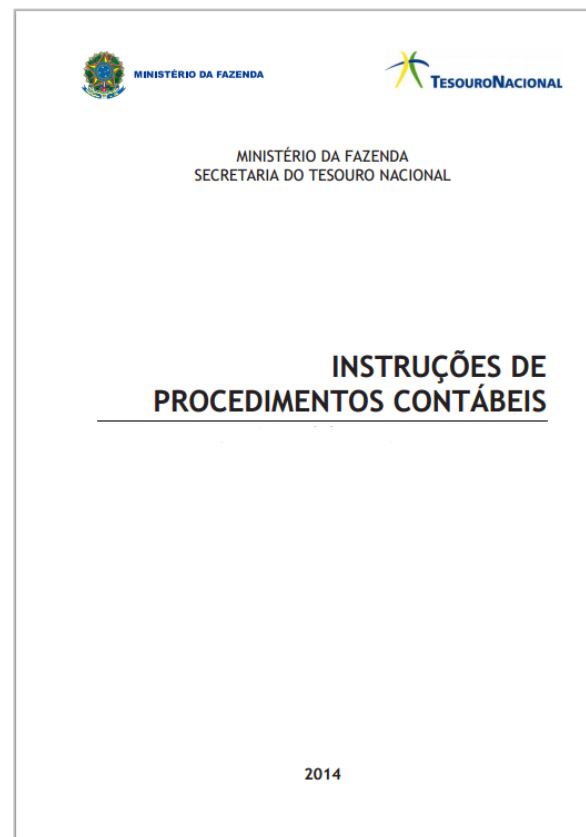 MINISTÉRIO DA FAZENDA
TESOURONACIONAL
MINISTÉRIO DA FAZENDA
SECRETARIA DO TESOURO NACIONAL
INSTRUÇÕES DE
PROCEDIMENTOS CONTÁBEIS
2014